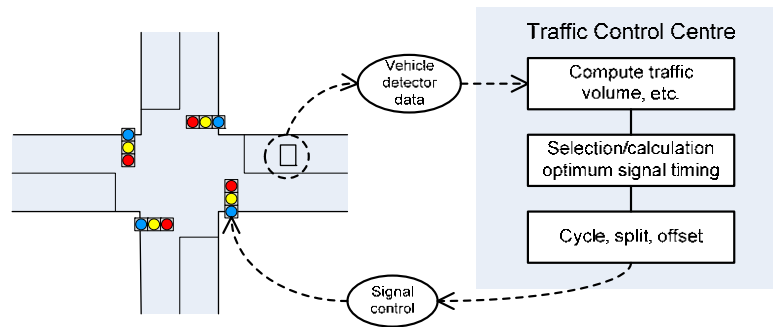 Traffic Control Centre
Vehicle
detector
data
Compute traffic
volume, etc.
Selection/calculation
optimum signal timing
Cycle, split, offset
Signal
control